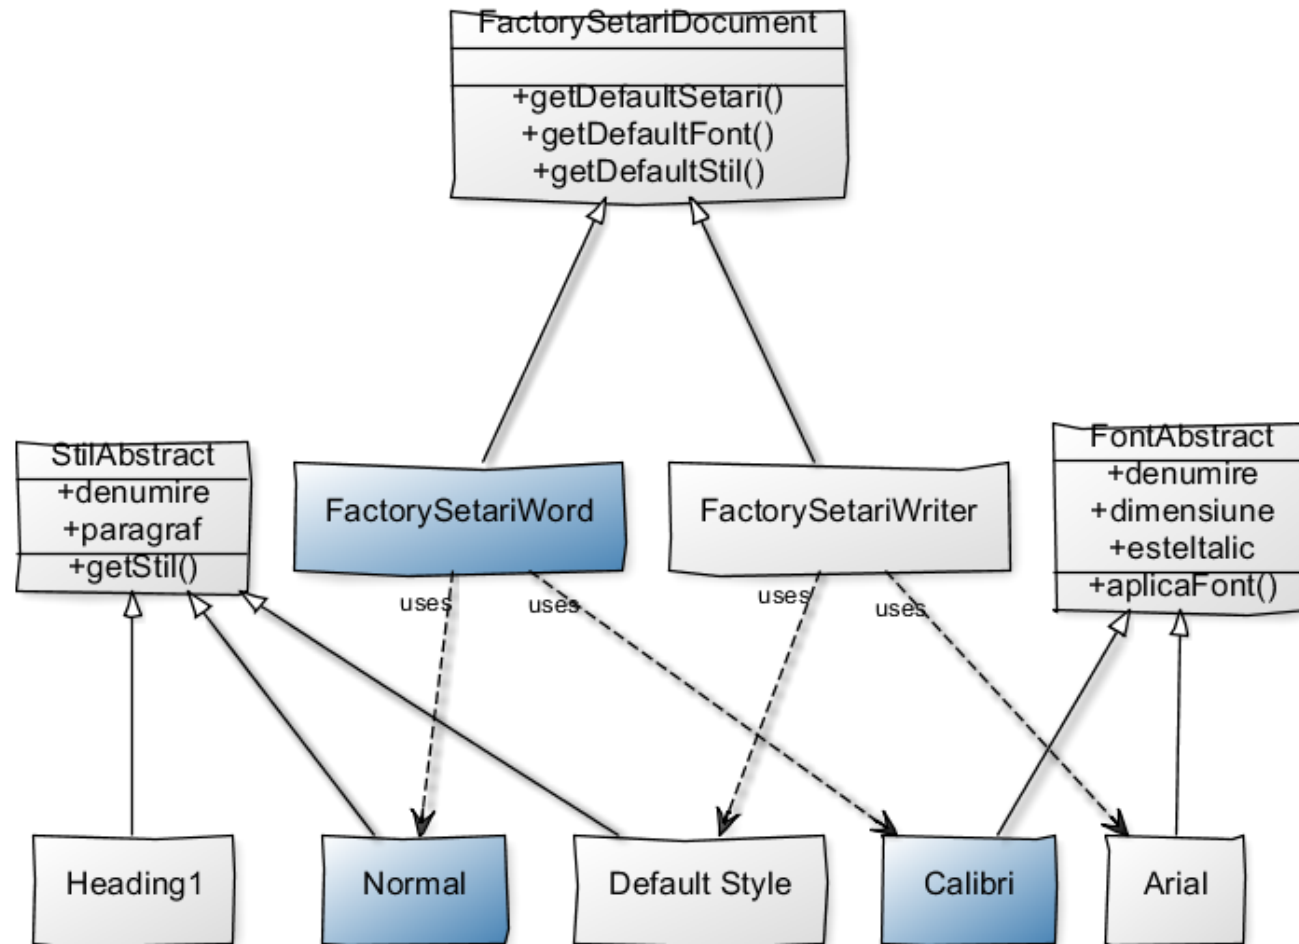 FactorySetariDocument
+getDefaultSetari()
+getDefaultFont()
+getDefaultStil()
StilAbstract
+denumire
+paragraf
+getStil()
FactorySetariWord
FactorySetariWriter
FontAbstract
+denumire
+dimensiune
+esteItalic
+aplicaFont()
uses
uses
uses
uses
Heading1
Normal
Default Style
Calibri
Arial